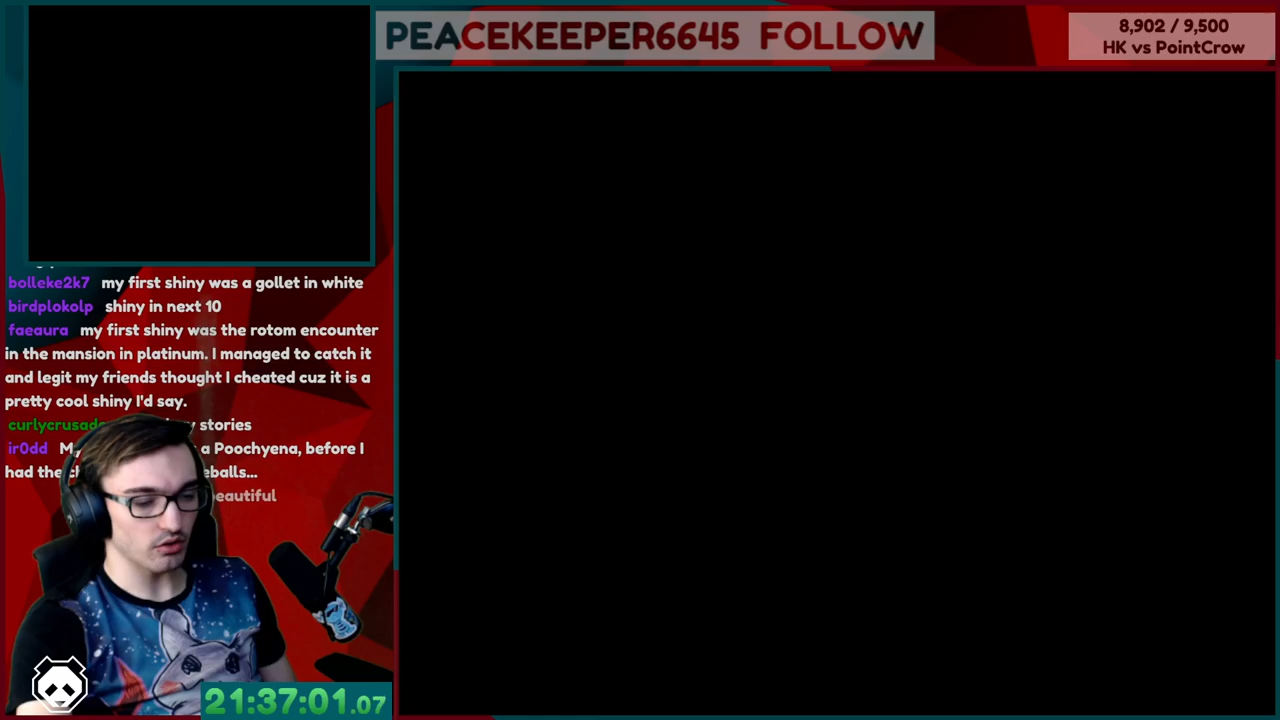 PEACEKEEPER6645 FOLLOW
8,902 / 9,500
HK vs PointCrow
bolleke2k7 my first shiny was a gollet in white
birdplokolp shiny in next 10
faeaura my first shiny was the rotom encounter
in the mansion in platinum. I managed to catch it
and legit my friends thought I cheated cuz it is a
pretty cool shiny I'd say.
stories
ir0dd a Poochyena, before I
had the
21:37:01.07